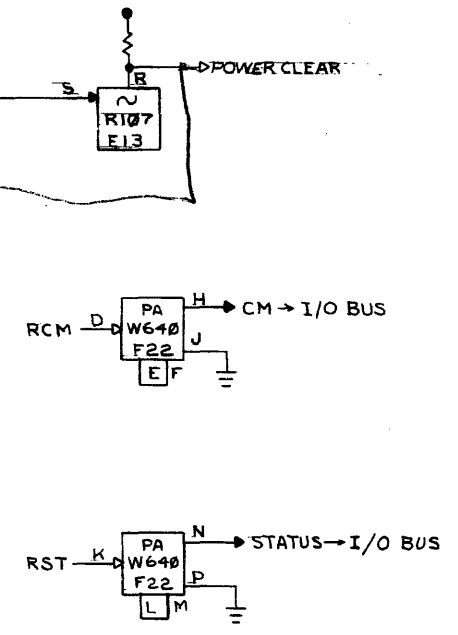 R
POWER CLEAR
S
~
R107
E13
PA
W640
F22
H
CM → I/O BUS
RCM
D
J
E F
PA
W640
F22
N
STATUS → I/O BUS
RST
K
P
L M